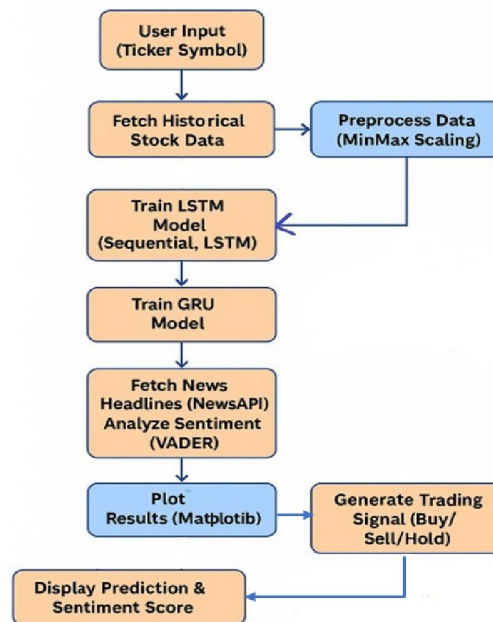 User Input
(Ticker Symbol)
Fetch Historical
Stock Data
Preprocess Data
(MinMax Scaling)
Train LSTM
Model
(Sequential, LSTM)
Train GRU
Model
Fetch News
Headlines (NewsAPI)
Analyze Sentiment
(VADER)
Plot
Results (Matplotib)
Generate Trading
Signal (Buy/
Sell/Hold)
Display Prediction &
Sentiment Score